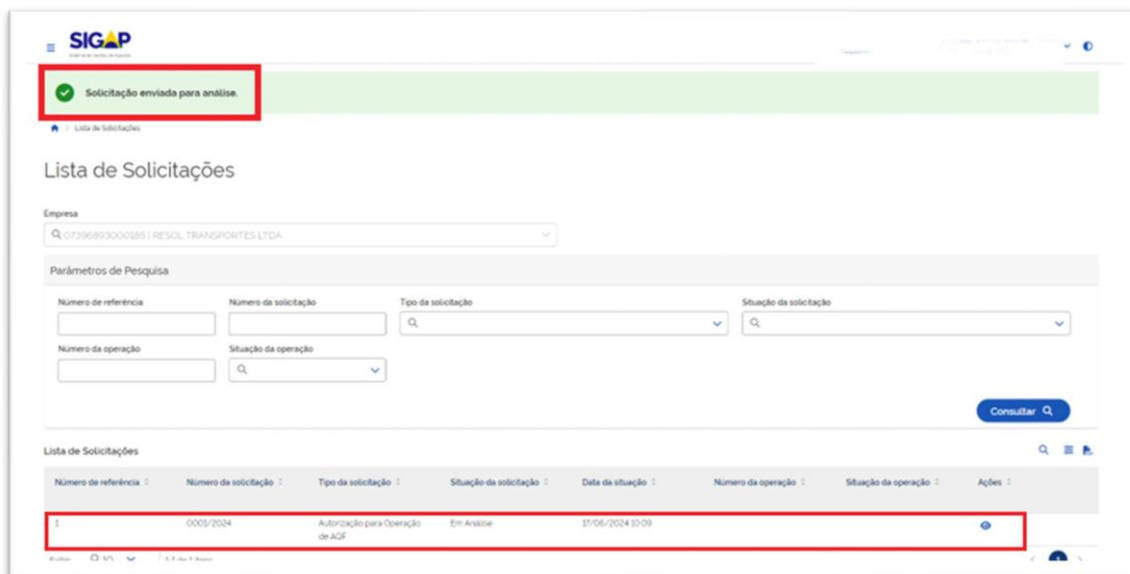 SIGAP
Solicitação enviada para análise.
Lista de Solicitações
Lista de Solicitações
Empresa
07396893000185 | RESOL TRANSPORTES LTDA
Parâmetros de Pesquisa
Número de referência Número da solicitação Tipo da solicitação Situação da solicitação
Número da operação Situação da operação
Consultar
Lista de Solicitações
Número de referência Número da solicitação Tipo da solicitação Situação da solicitação Data da situação Número da operação Situação da operação Ações
1 0001/2024 Autorização para Operação de AQF Em Análise 17/06/2024 10:09
10
1